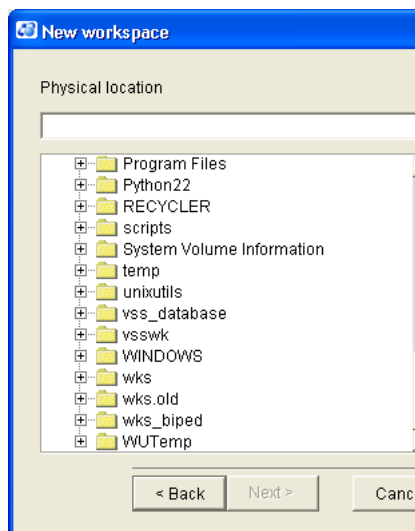 New workspace
Physical location
Program Files
Python22
RECYCLER
scripts
System Volume Information
temp
unixutils
vss_database
vsswk
WINDOWS
wks
wks.old
wks_biped
WUTemp
< Back Next > Canc